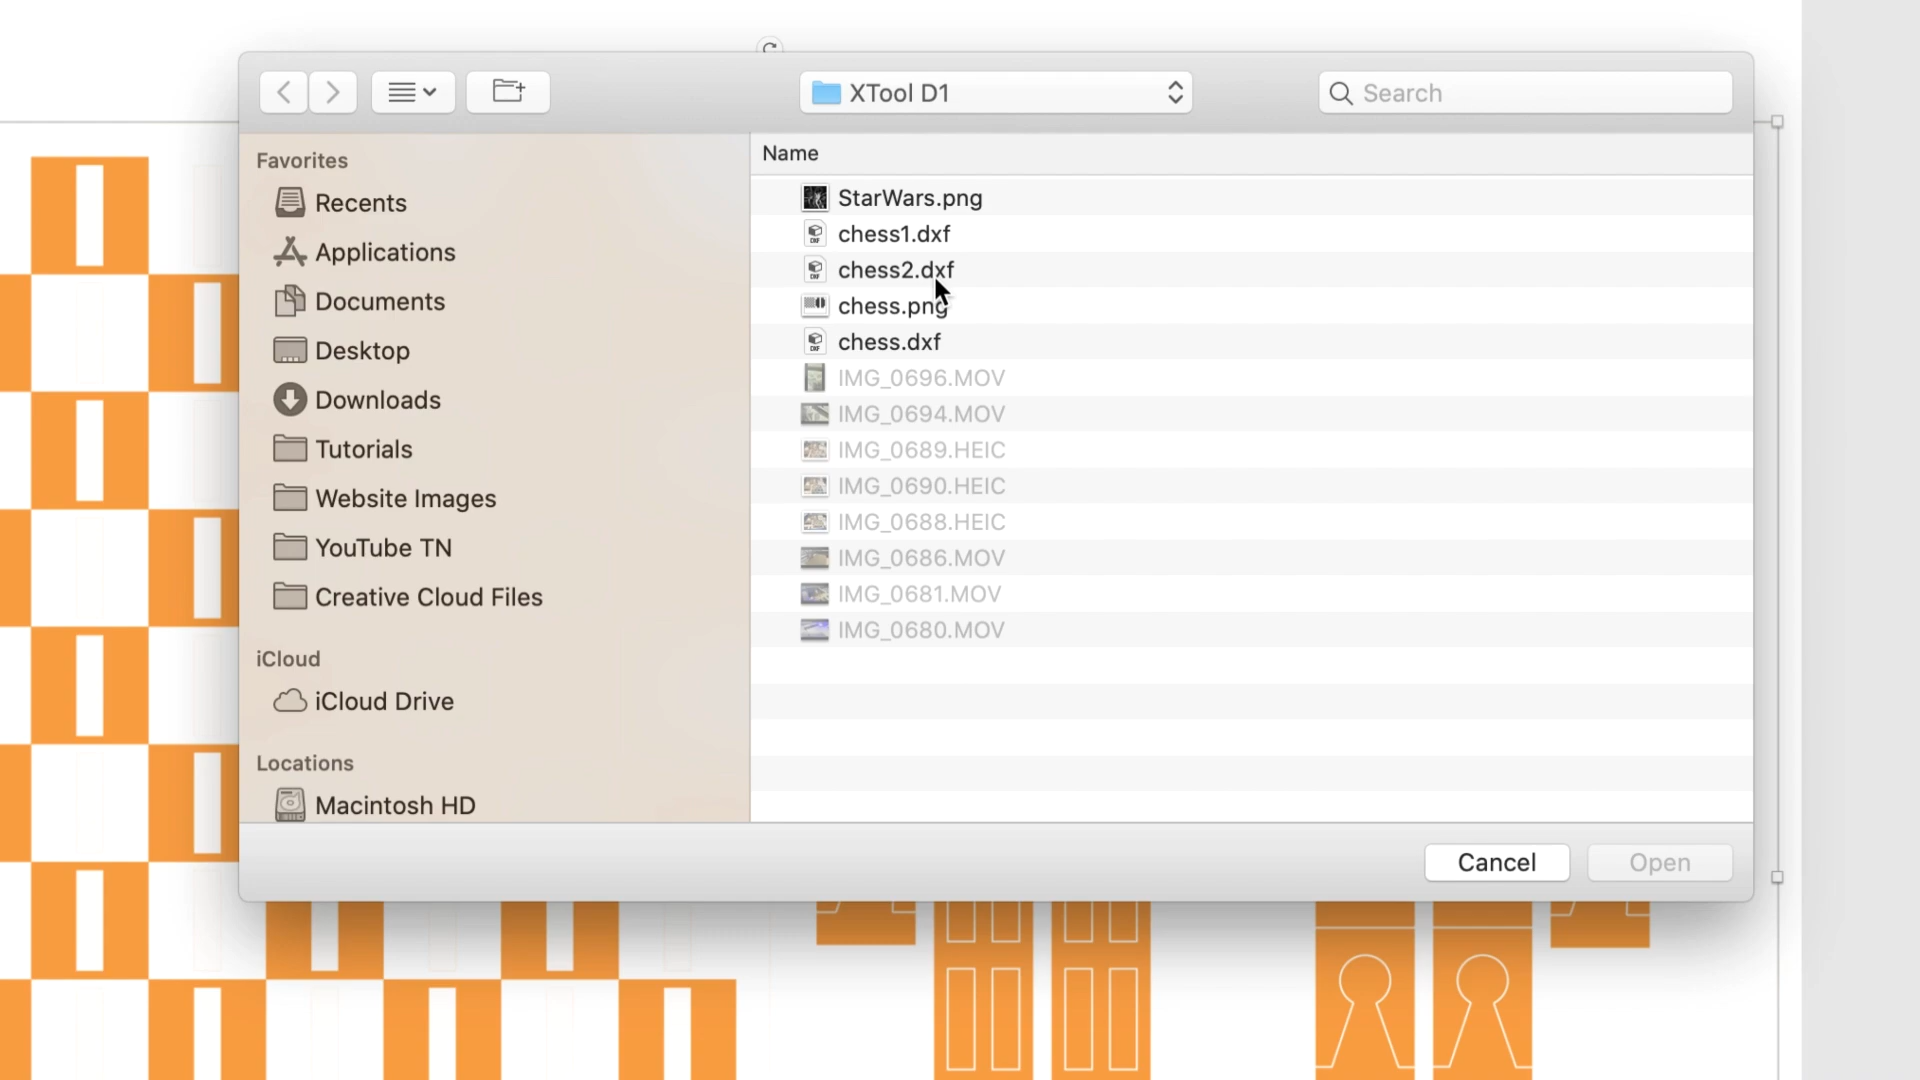 XTool D1
Search
Favorites
Recents
Applications
Documents
Desktop
Downloads
Tutorials
Website Images
YouTube TN
Creative Cloud Files
iCloud
iCloud Drive
Locations
Macintosh HD
Name
StarWars.png
chess1.dxf
chess2.dxf
chess.png
chess.dxf
IMG_0696.MOV
IMG_0694.MOV
IMG_0689.HEIC
IMG_0690.HEIC
IMG_0688.HEIC
IMG_0686.MOV
IMG_0681.MOV
IMG_0680.MOV
Cancel
Open